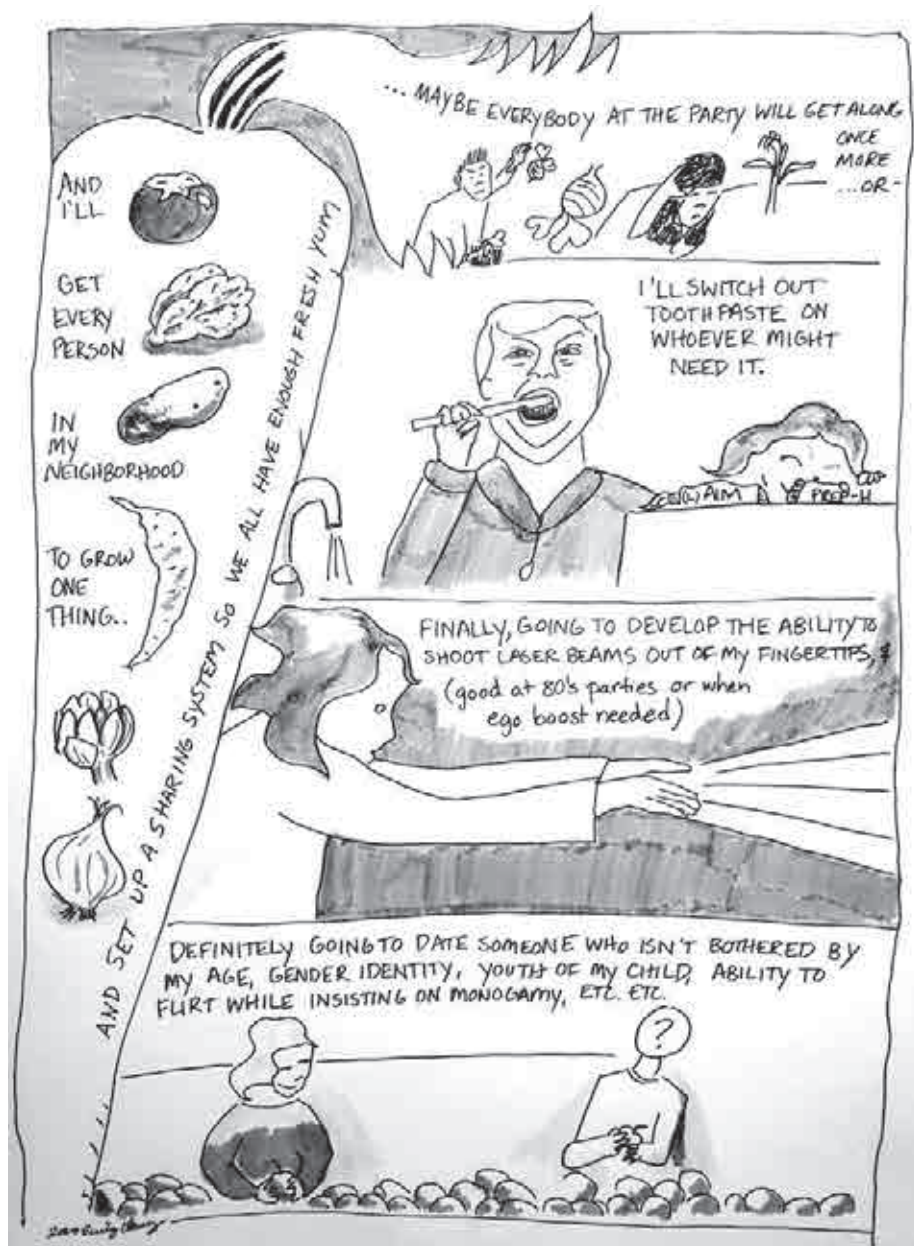 ... MAYBE EVERYBODY AT THE PARTY WILL GET ALONG
ONCE
MORE
...OR-
AND
I'LL
GET
EVERY
PERSON
IN
MY
NEIGHBORHOOD
TO GROW
ONE
THING..
AND SET UP A SHARING SYSTEM SO WE ALL HAVE ENOUGH FRESH YUM
I'LL SWITCH OUT
TOOTHPASTE ON
WHOEVER MIGHT
NEED IT.
AIM
PREP-H
FINALLY, GOING TO DEVELOP THE ABILITY TO
SHOOT LASER BEAMS OUT OF MY FINGERTIPS, &
(good at 80's parties or when
ego boost needed)
DEFINITELY GOING TO DATE SOMEONE WHO ISN'T BOTHERED BY
MY AGE, GENDER IDENTITY, YOUTH OF MY CHILD, ABILITY TO
FLIRT WHILE INSISTING ON MONOGAMY, ETC. ETC.
?